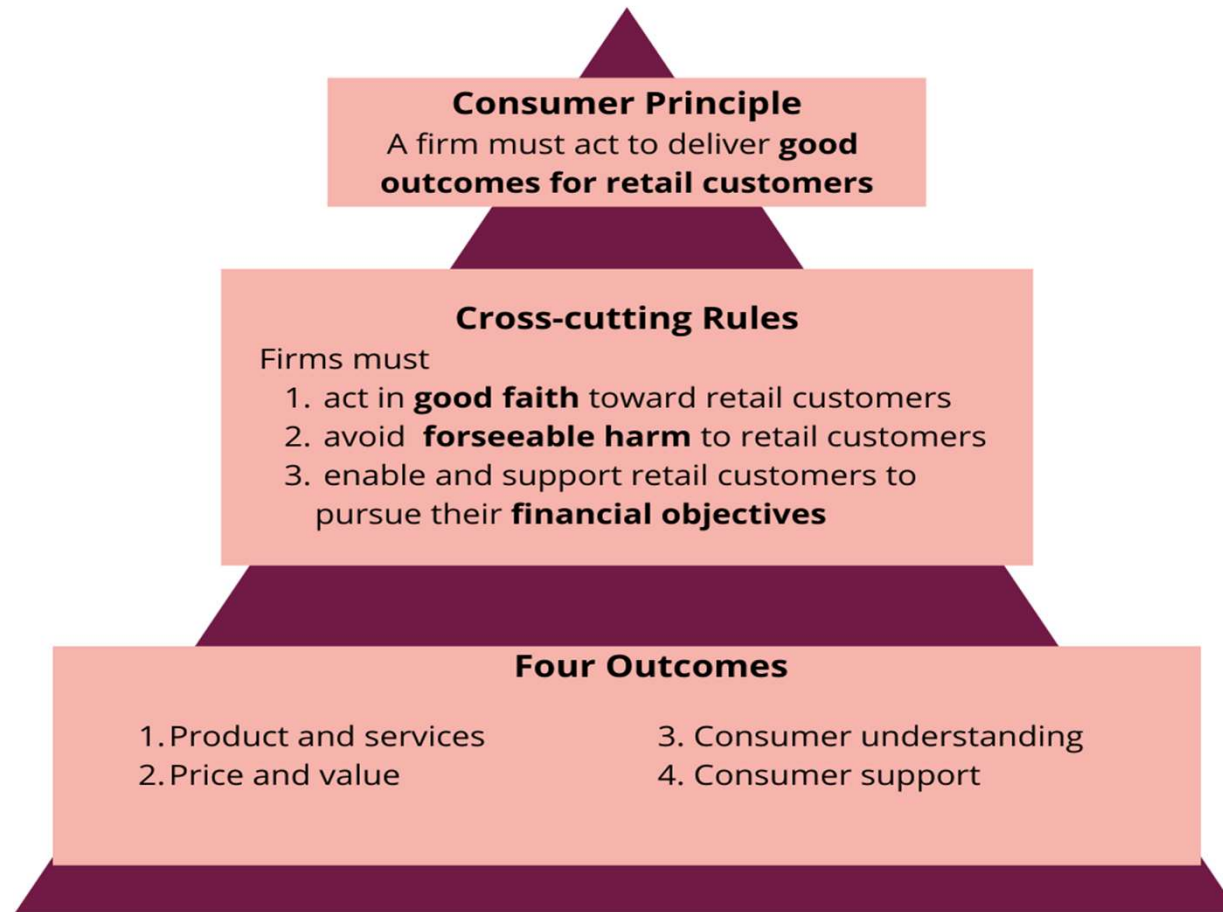 Consumer Principle
A firm must act to deliver good
outcomes for retail customers
Cross-cutting Rules
Firms must
1. act in good faith toward retail customers
2. avoid forseeable harm to retail customers
3. enable and support retail customers to
pursue their financial objectives
Four Outcomes
1. Product and services
2. Price and value
3. Consumer understanding
4. Consumer support